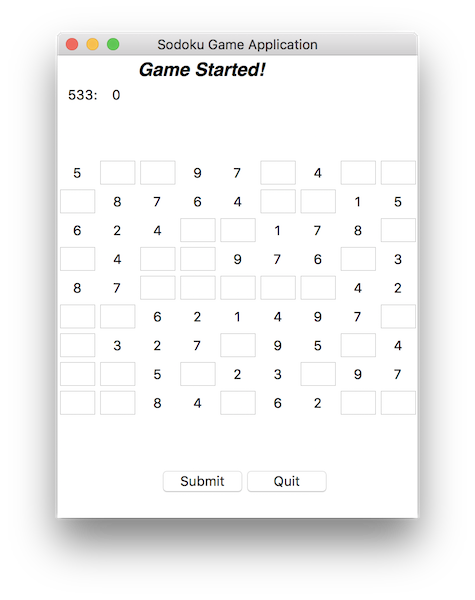 Sodoku Game Application
Game Started!
533: 0
5 9 7 4
8 7 6 4 1 5
6 2 4 1 7 8
4 9 7 6 3
8 7 4 2
6 2 1 4 9 7
3 2 7 9 5 4
5 2 3 9 7
8 4 6 2
Submit Quit